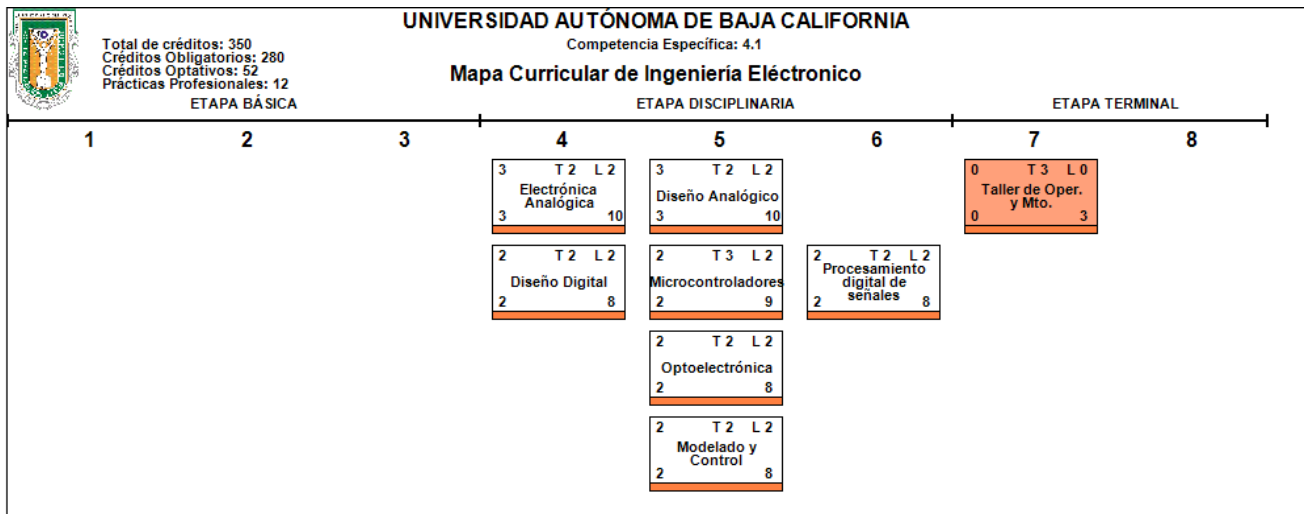 UNIVERSIDAD AUTÓNOMA DE BAJA CALIFORNIA
Competencia Específica: 4.1
Total de créditos: 350
Créditos Obligatorios: 280
Créditos Optativos: 52
Prácticas Profesionales: 12
Mapa Curricular de Ingeniería Eléctronico
ETAPA BÁSICA ETAPA DISCIPLINARIA ETAPA TERMINAL
1 2 3 4 5 6 7 8
3 T 2 L 2
Electrónica
Analógica
3 10
3 T 2 L 2
Diseño Analógico
3 10
0 T 3 L 0
Taller de Oper.
y Mto.
0 3
2 T 2 L 2
Diseño Digital
2 8
2 T 3 L 2
Microcontroladores
2 9
2 T 2 L 2
Procesamiento
digital de
señales
2 8
2 T 2 L 2
Optoelectrónica
2 8
2 T 2 L 2
Modelado y
Control
2 8